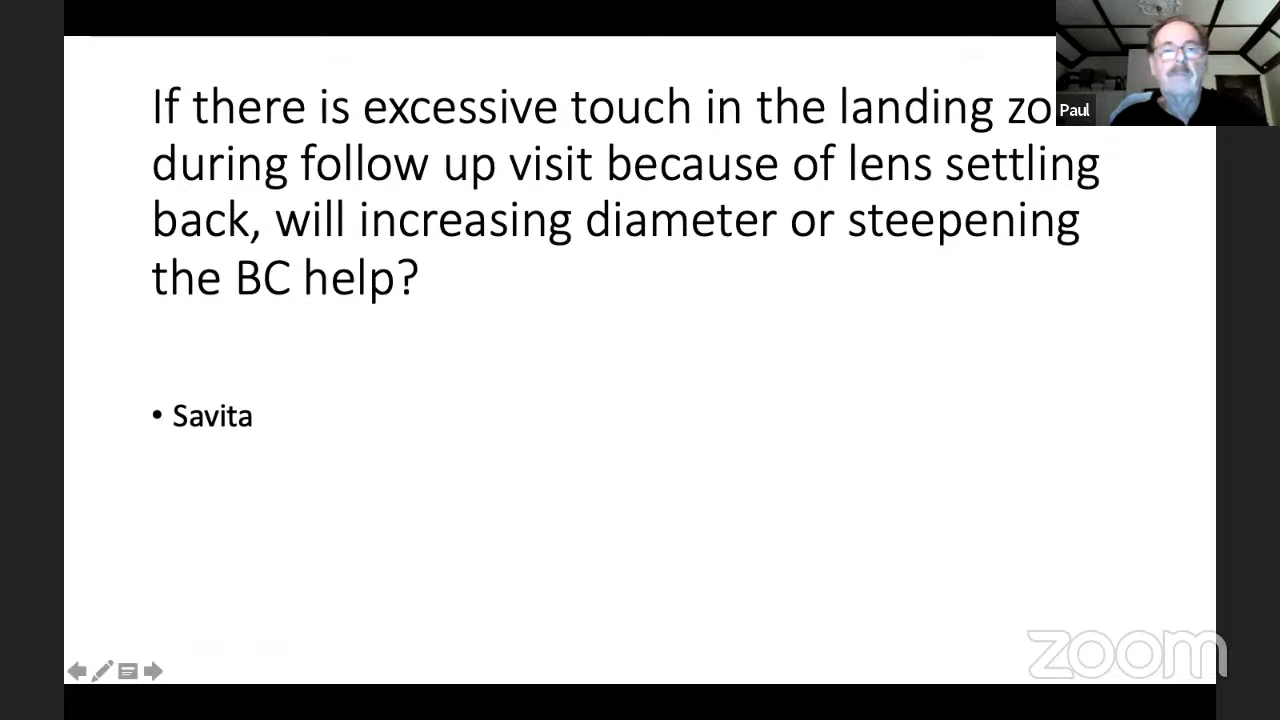 If there is excessive touch in the landing
during follow up visit because of lens settling
back, will increasing diameter or steepening
the BC help?
• Savita
Paul
zoom